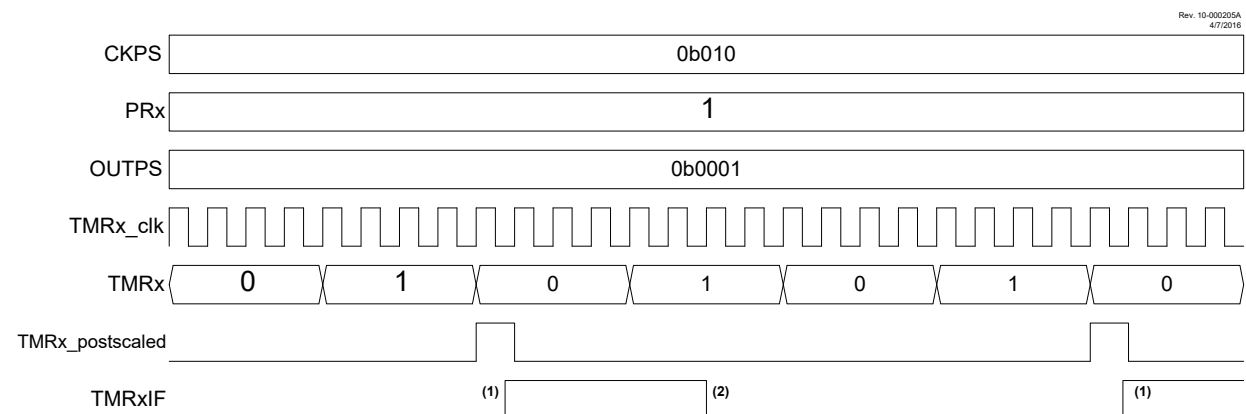 Rev. 10-000205A
4/7/2016
CKPS 0b010
PRx 1
OUTPS 0b0001
TMRx_clk
TMRx 0 1 0 1 0 1 0
TMRx_postscaled
TMRxIF (1) (2) (1)